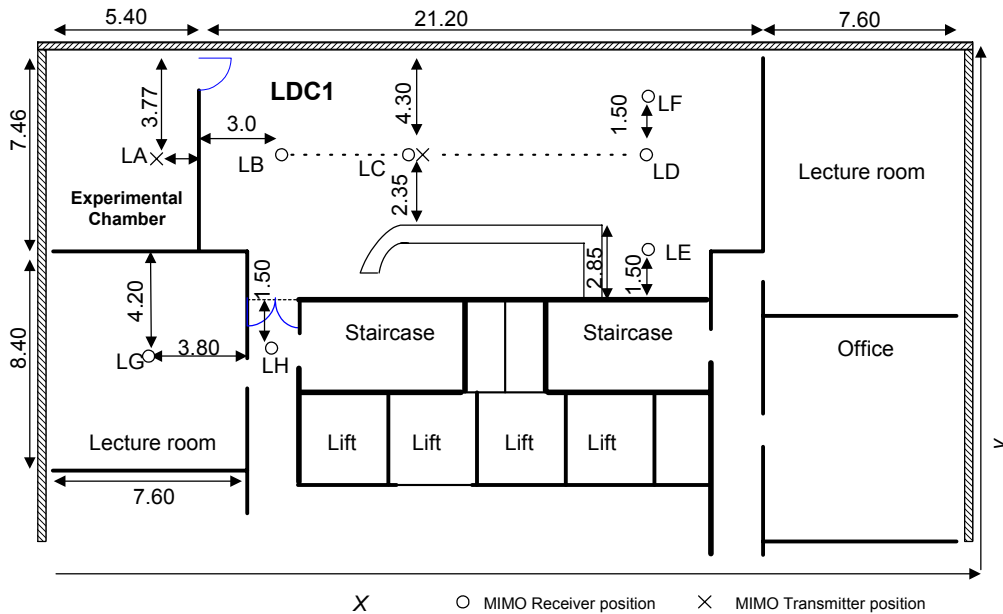 5.40 21.20 7.60
LDC1
3.77
4.30
1.50
LF
7.46
3.0
LA
LB
LC
LD
Lecture room
Experimental
Chamber
2.35
LE
2.85
1.50
1.50
4.20
Staircase
Staircase
3.80
LG
LH
Office
8.40
Lecture room
Lift
Lift
Lift
Lift
y
7.60
X
MIMO Receiver position
MIMO Transmitter position